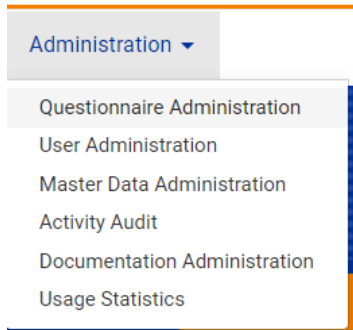 Administration
Questionnaire Administration
User Administration
Master Data Administration
Activity Audit
Documentation Administration
Usage Statistics